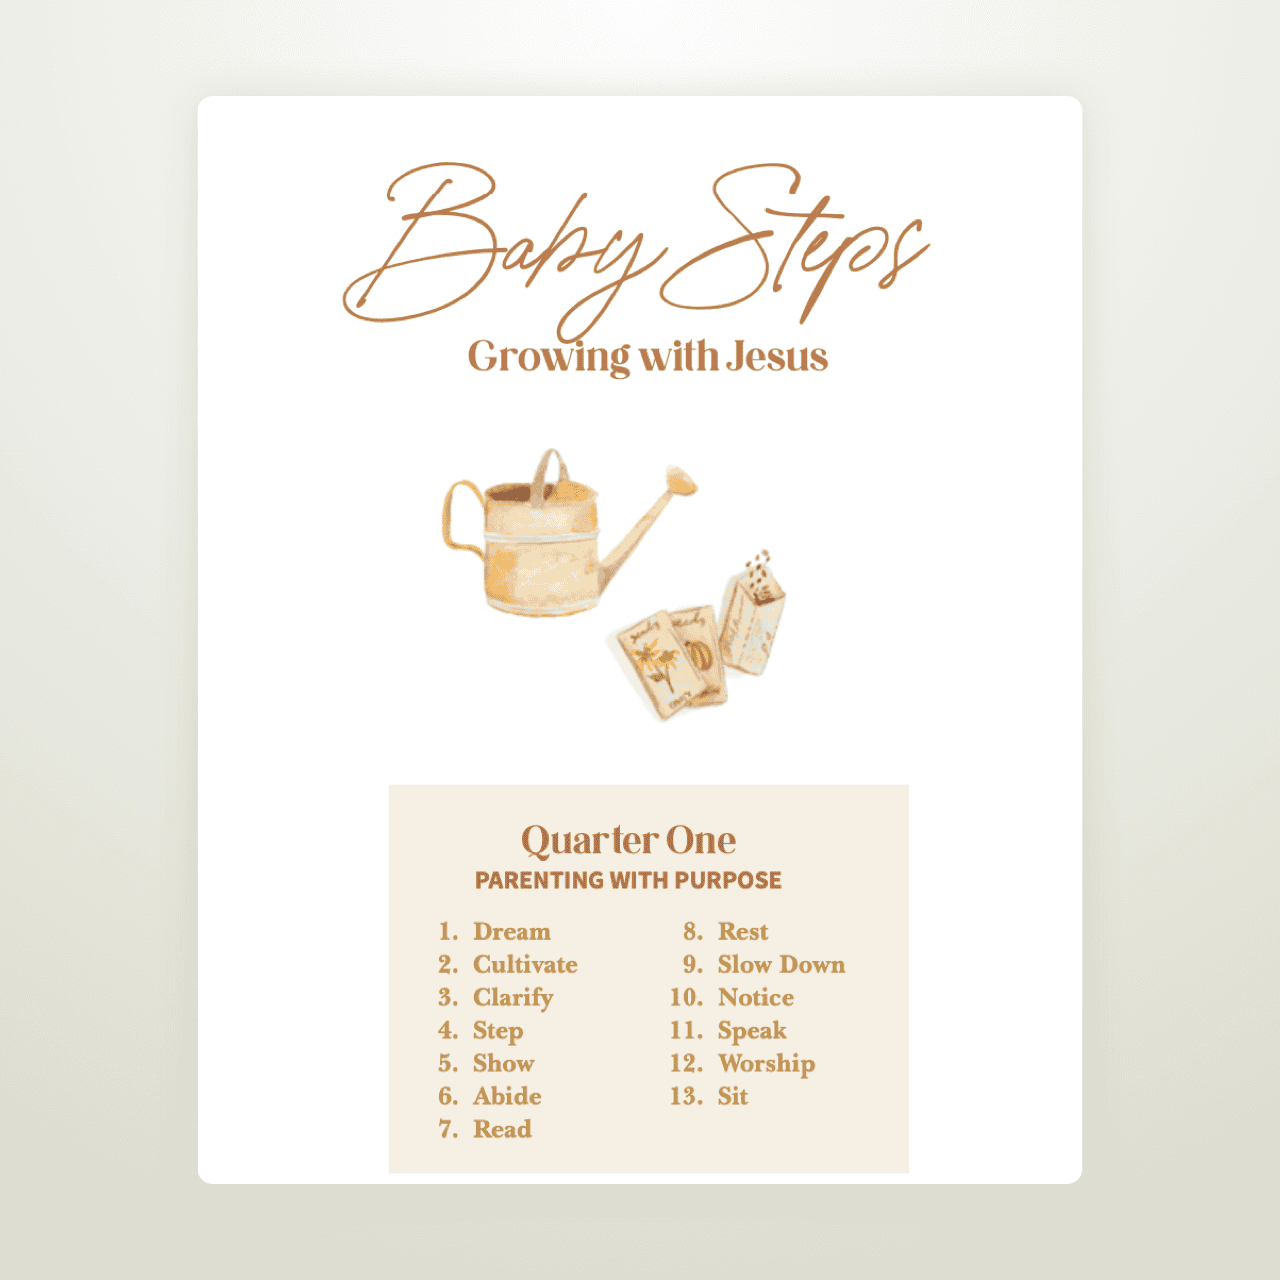 Baby Steps
Growing with Jesus
Quarter One
PARENTING WITH PURPOSE
1. Dream
2. Cultivate
3. Clarify
4. Step
5. Show
6. Abide
7. Read
8. Rest
9. Slow Down
10. Notice
11. Speak
12. Worship
13. Sit